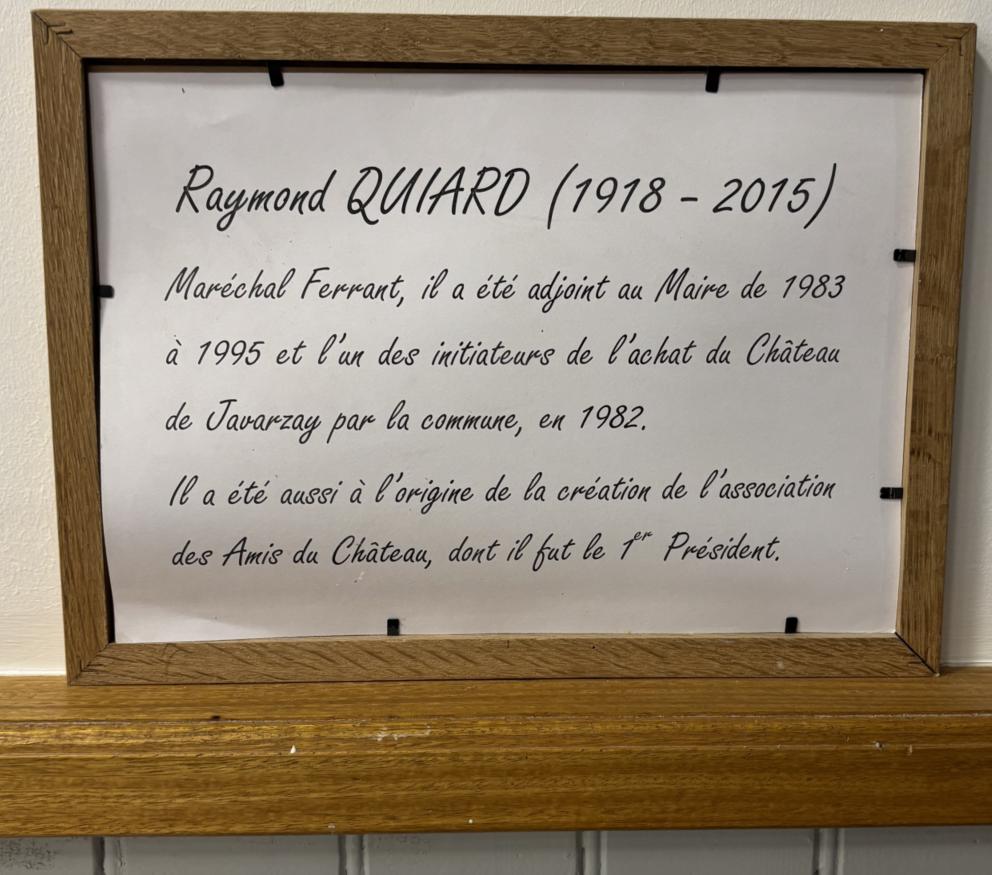 Raymond QUIARD (1918 - 2015)
Maréchal Ferrant, il a été adjoint au Maire de 1983
à 1995 et l'un des initiateurs de l'achat du Château
de Javarzay par la commune, en 1982.
Il a été aussi à l'origine de la création de l'association
des Amis du Château, dont il fut le 1er Président.